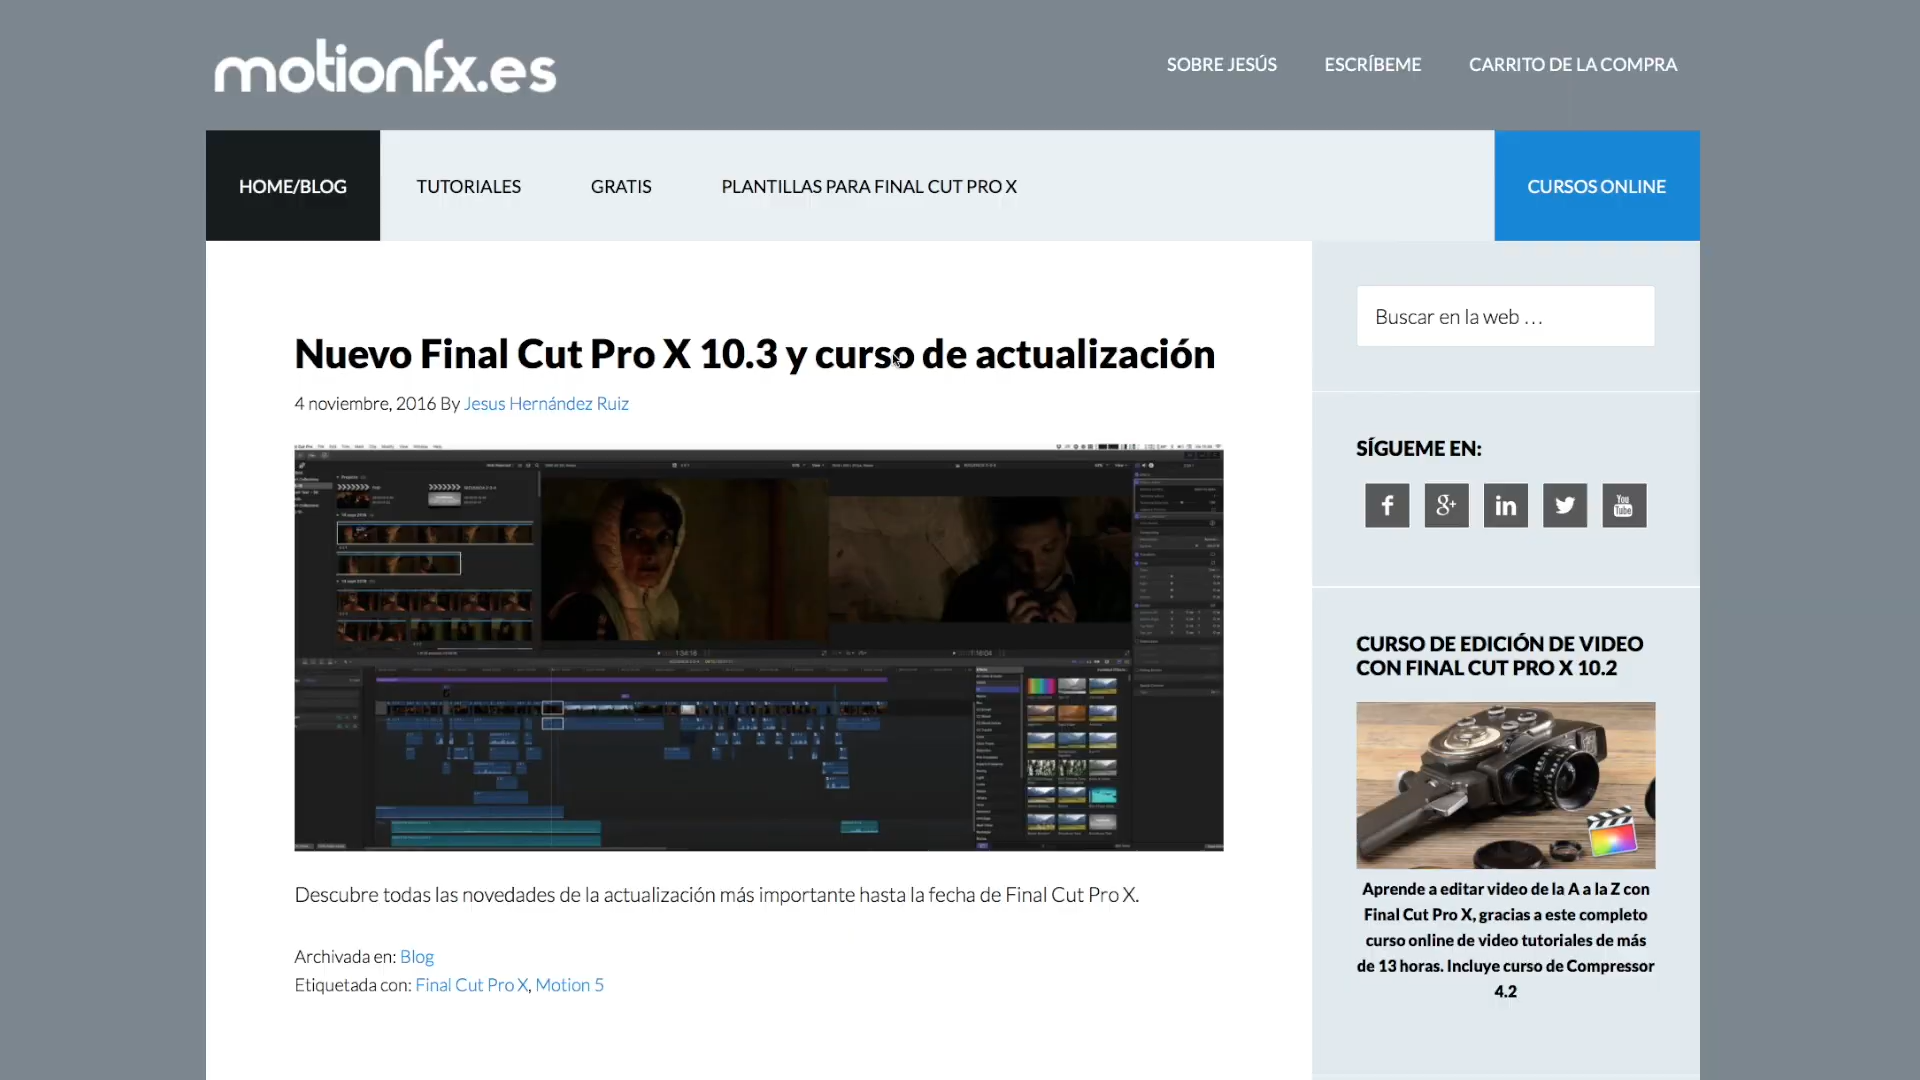 motionfx.es
SOBRE JESÚS
ESCRÍBEME
CARRITO DE LA COMPRA
HOME/BLOG
TUTORIALES
GRATIS
PLANTILLAS PARA FINAL CUT PRO X
CURSOS ONLINE
Nuevo Final Cut Pro X 10.3 y curso de actualización
4 noviembre, 2016 By Jesus Hernández Ruiz
Descubre todas las novedades de la actualización más importante hasta la fecha de Final Cut Pro X.
Archivada en: Blog
Etiquetada con: Final Cut Pro X, Motion 5
Buscar en la web …
SÍGUEME EN:
You
Tube
CURSO DE EDICIÓN DE VIDEO
CON FINAL CUT PRO X 10.2
Aprende a editar video de la A a la Z con
Final Cut Pro X, gracias a este completo
curso online de video tutoriales de más
de 13 horas. Incluye curso de Compressor
4.2